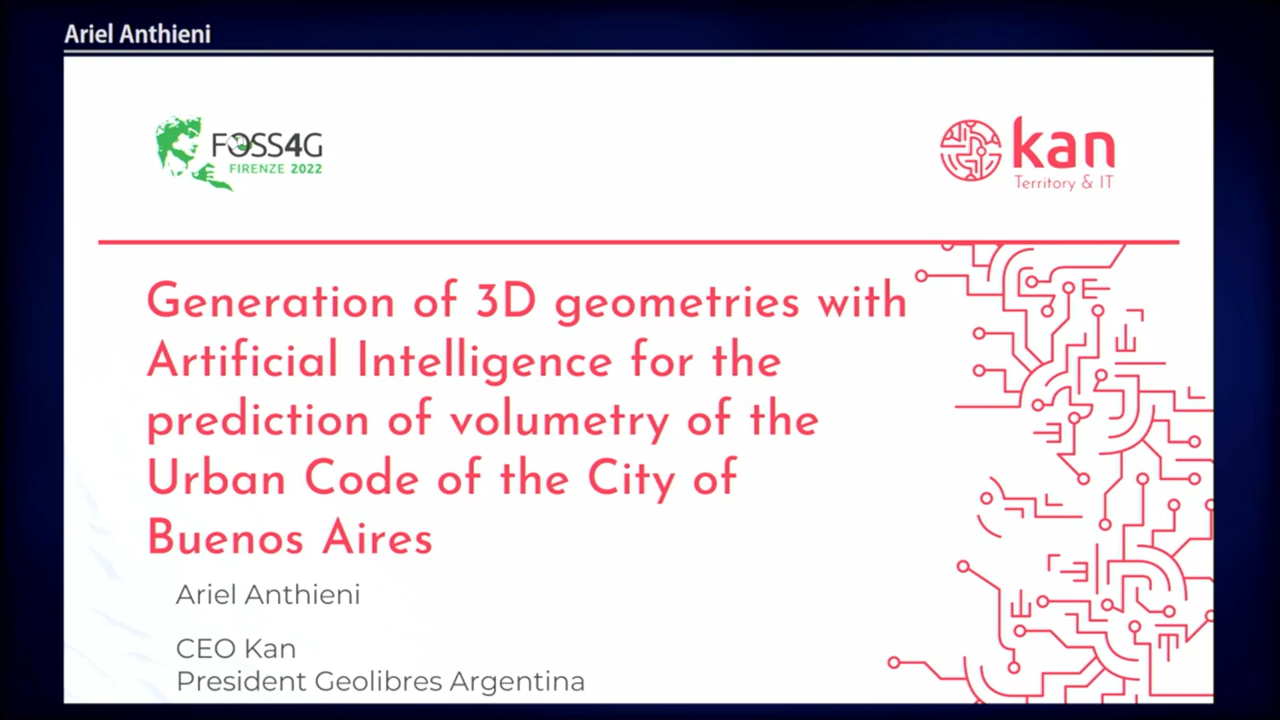 Ariel Anthieni
FOSS4G
FIRENZE 2022
kan
Territory & IT
Generation of 3D geometries with
Artificial Intelligence for the
prediction of volumetry of the
Urban Code of the City of
Buenos Aires
Ariel Anthieni
CEO Kan
President Geolibres Argentina